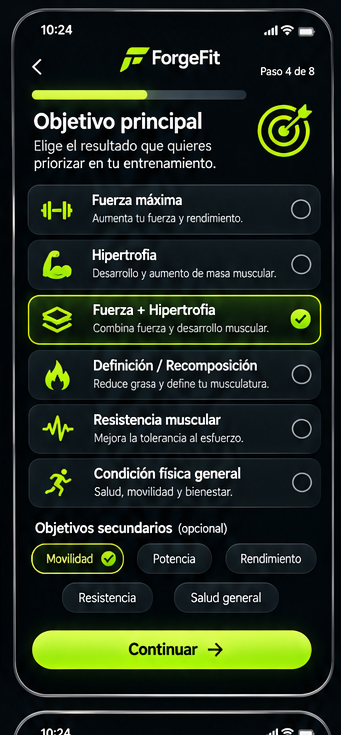 10:24
ForgeFit
Paso 4 de 8
Objetivo principal
Elige el resultado que quieres
priorizar en tu entrenamiento.
Fuerza máxima
Aumenta tu fuerza y rendimiento.
Hipertrofia
Desarrollo y aumento de masa muscular.
Fuerza + Hipertrofia
Combina fuerza y desarrollo muscular.
Definición / Recomposición
Reduce grasa y define tu musculatura.
Resistencia muscular
Mejora la tolerancia al esfuerzo.
Condición física general
Salud, movilidad y bienestar.
Objetivos secundarios (opcional)
Movilidad
Potencia
Rendimiento
Resistencia
Salud general
Continuar →
10:24